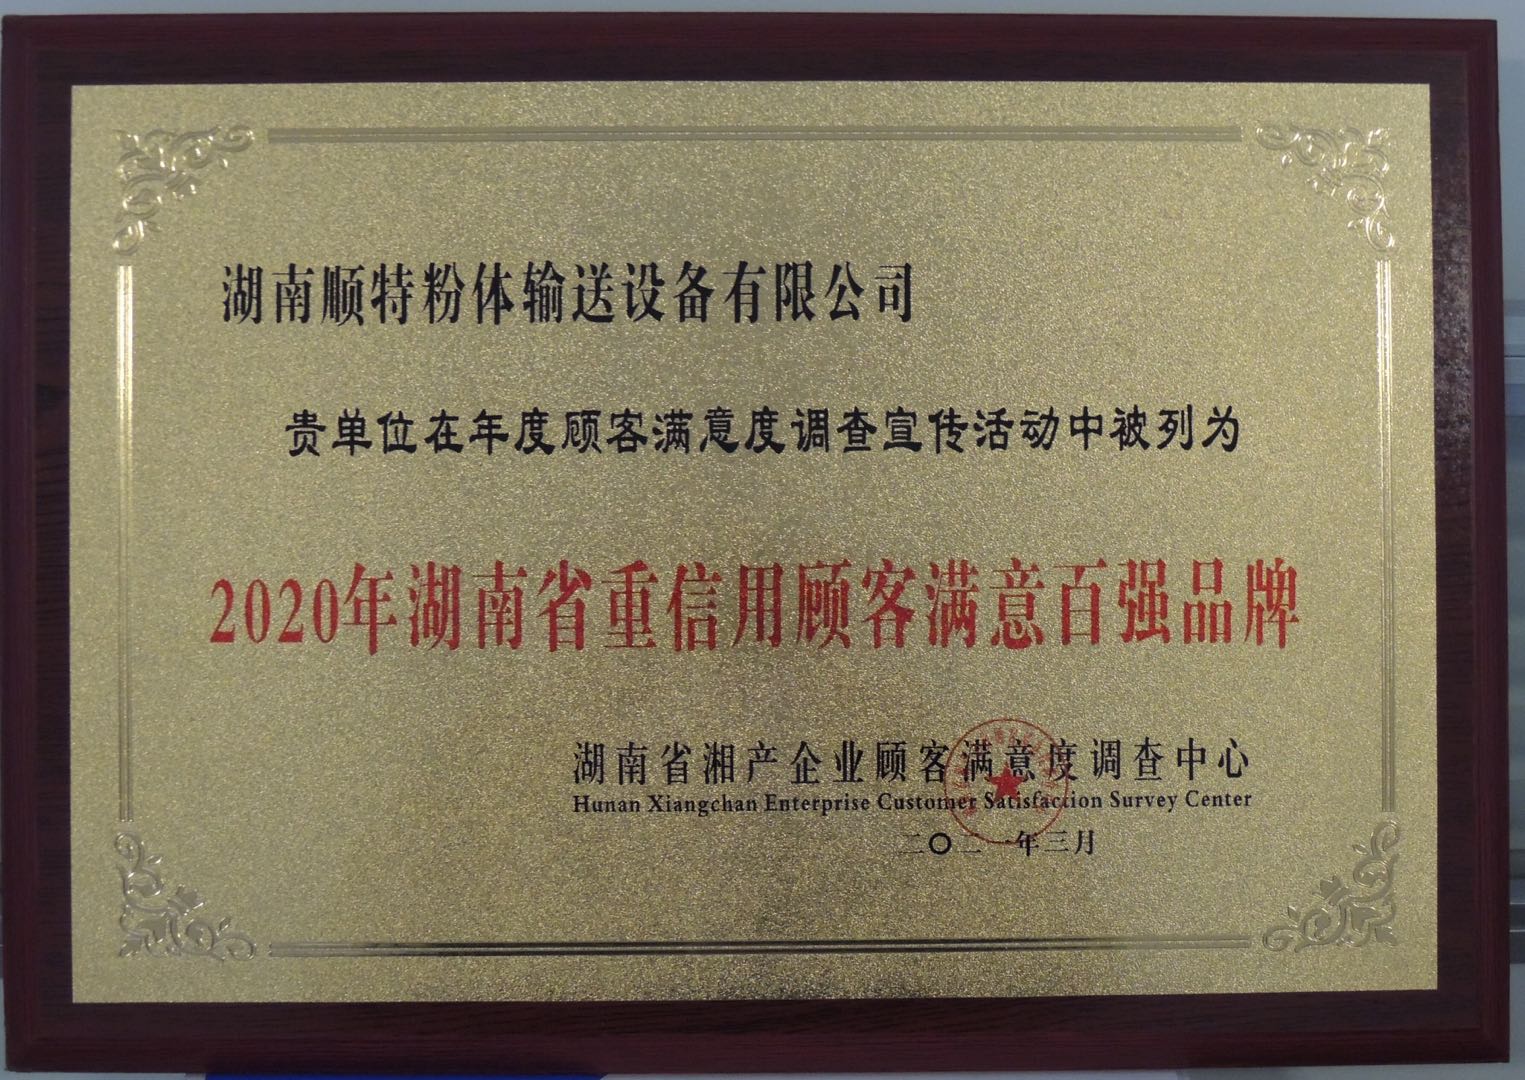 湖南顺特粉体输送设备有限公司
贵单位在年度顾客满意度调查宣传活动中被列为
2020年湖南省重信用顾客满意百强品牌
湖南省湘产企业顾客满意度调查中心
Hunan Xiangchan Enterprise Customer Satisfaction Survey Center
二〇二一年三月